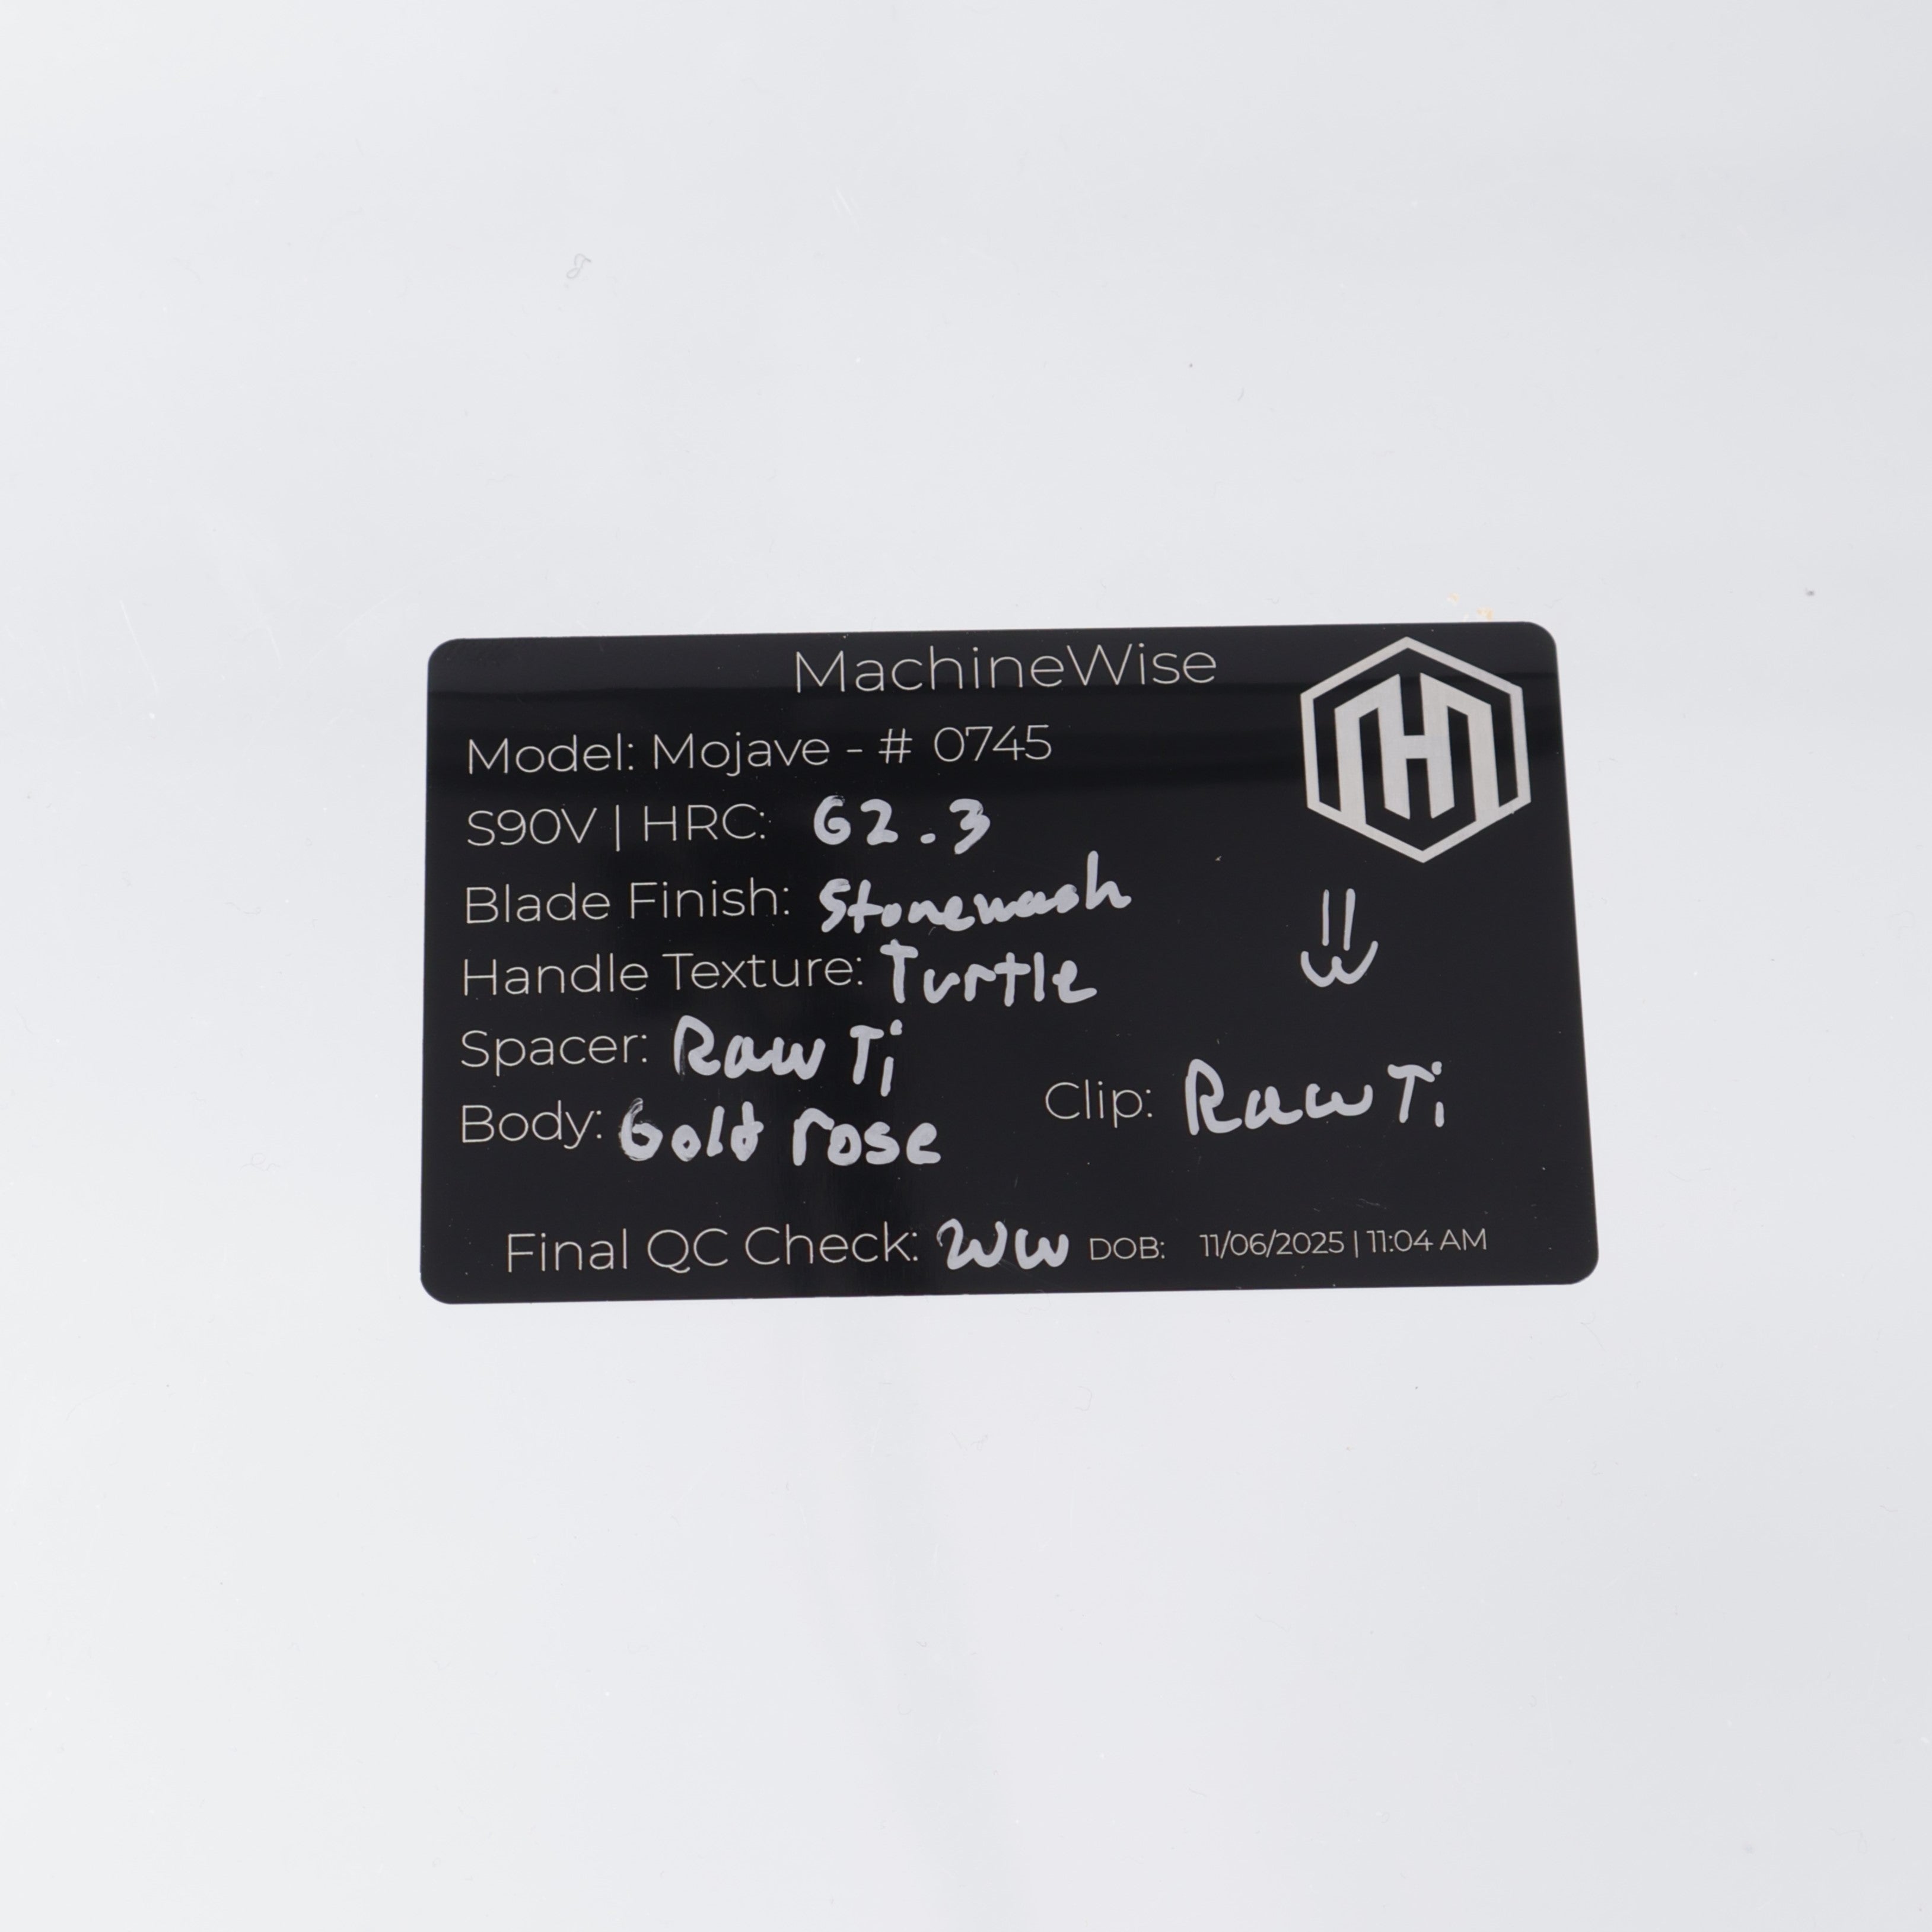 MachineWise
Model: Mojave - # 0745
S90V | HRC: 62.3
Blade Finish: Stonewash
Handle Texture: Turtle
Spacer: Raw Ti
Clip: Raw Ti
Body: Gold rose
Final QC Check: WW DOB: 11/06/2025 | 11:04 AM